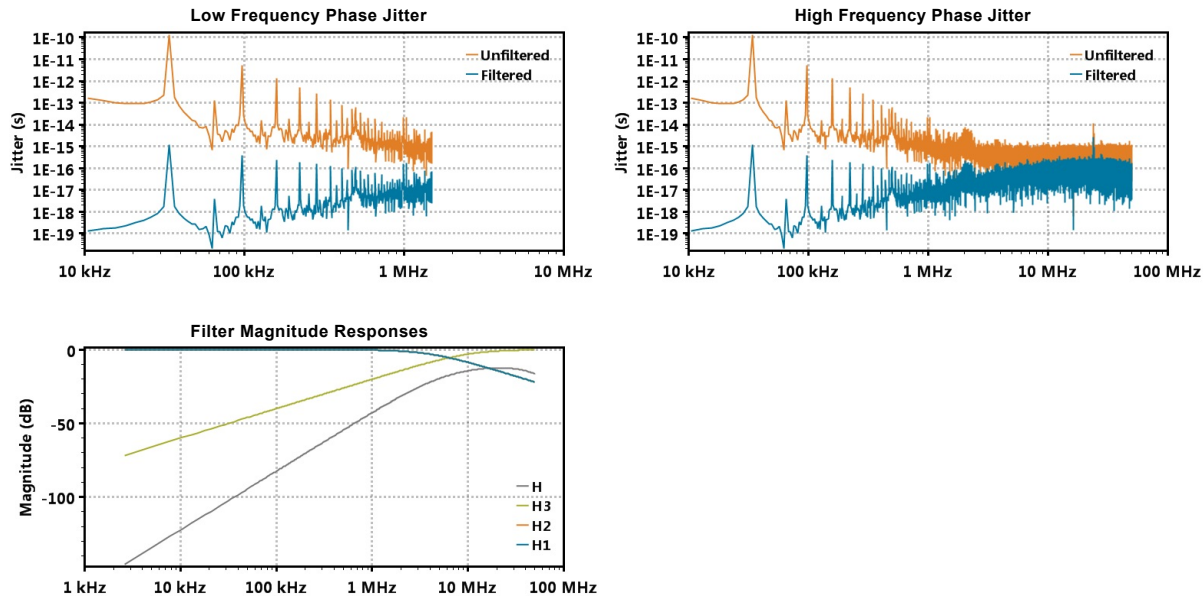 Low Frequency Phase Jitter
Jitter (s)
1E-10
1E-11
1E-12
1E-13
1E-14
1E-15
1E-16
1E-17
1E-18
1E-19
Unfiltered
Filtered
10 kHz 100 kHz 1 MHz 10 MHz
High Frequency Phase Jitter
Jitter (s)
1E-10
1E-11
1E-12
1E-13
1E-14
1E-15
1E-16
1E-17
1E-18
1E-19
Unfiltered
Filtered
10 kHz 100 kHz 1 MHz 10 MHz 100 MHz
Filter Magnitude Responses
Magnitude (dB)
0
-50
-100
H
H3
H2
H1
1 kHz 10 kHz 100 kHz 1 MHz 10 MHz 100 MHz